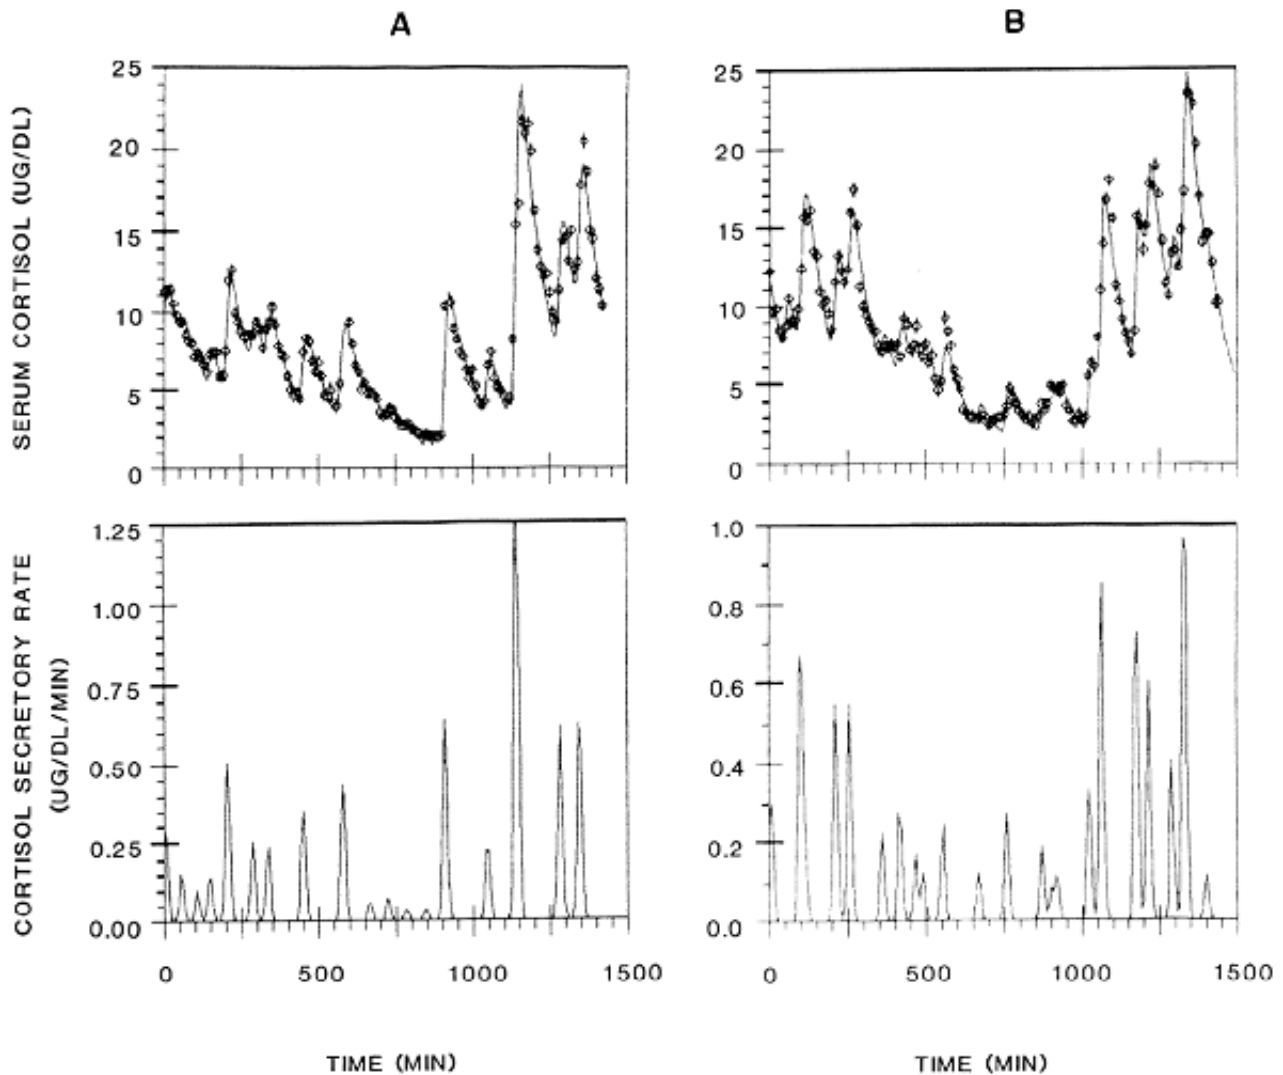 A
B
SERUM CORTISOL (UG/DL)
25
20
15
10
5
0
25
20
15
10
5
0
CORTISOL SECRETORY RATE
(UG/DL/MIN)
1.25
1.00
0.75
0.50
0.25
0.00
1.0
0.8
0.6
0.4
0.2
0.0
0 500 1000 1500
0 500 1000 1500
TIME (MIN)
TIME (MIN)